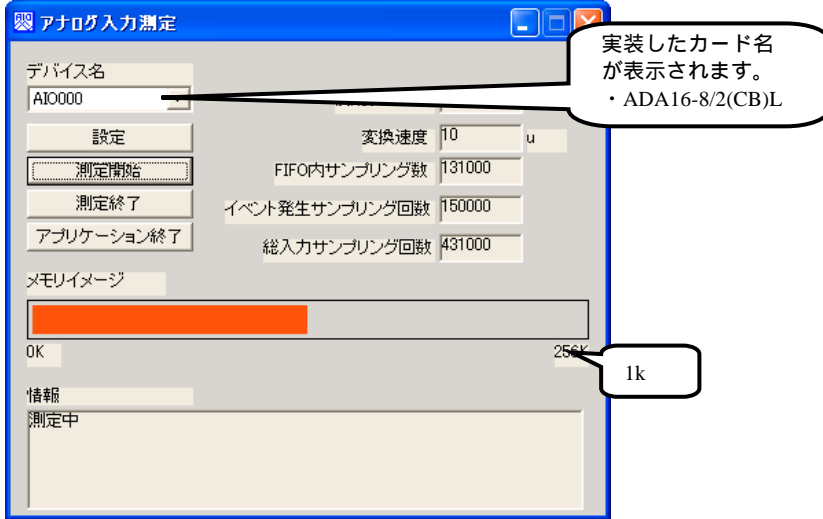 アナログ入力測定
実装したカード名
が表示されます。
・ADA16-8/2(CB)L
デバイス名
AIO000
設定
変換速度 10 u
測定開始
FIFO内サンプリング数 131000
測定終了
イベント発生サンプリング回数 150000
アプリケーション終了
総入力サンプリング回数 431000
メモリイメージ
0K
256K
1k
情報
測定中